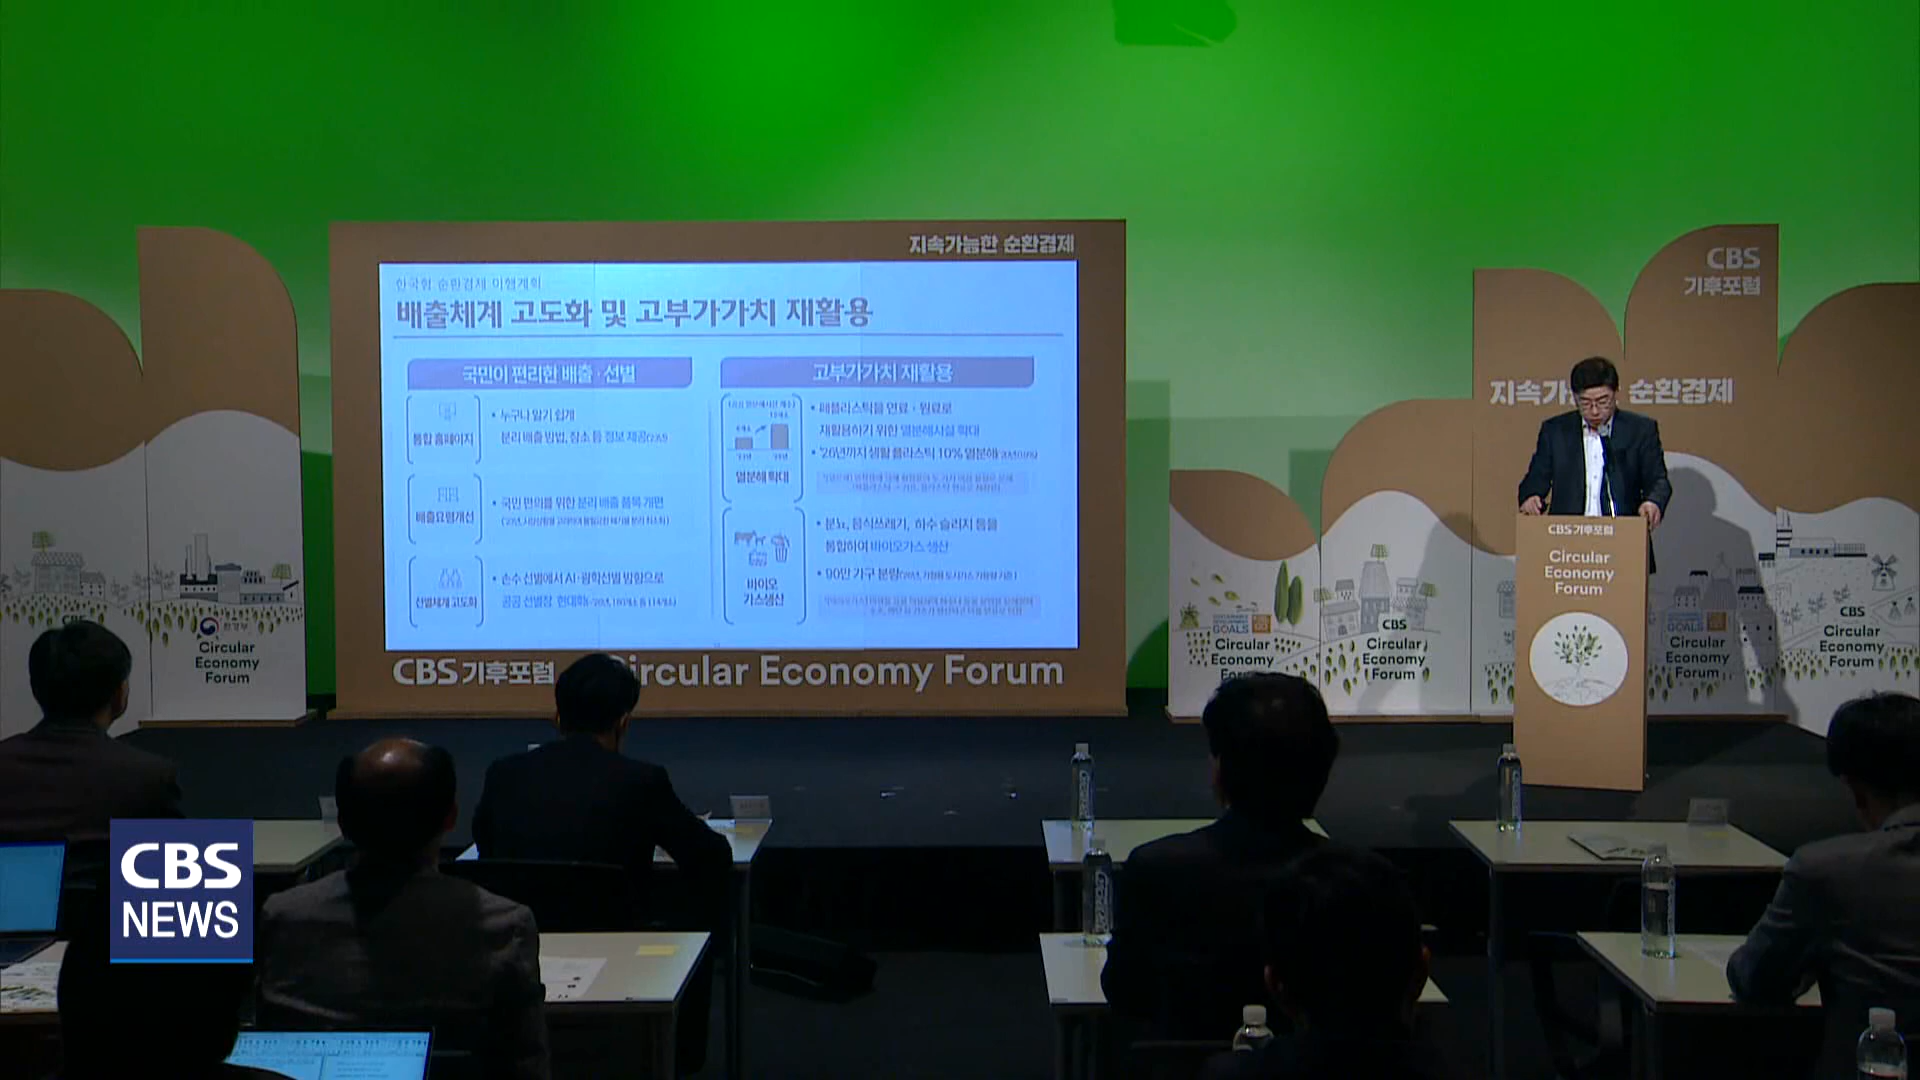 지속가능한 순환경제
한국형 순환경제 이행계획
배출체계 고도화 및 고부가가치 재활용
국민이 편리한 배출·선별
통합 홈페이지
• 누구나 알기 쉽게
분리 배출 방법, 장소 등 정보 제공
배출요령개선
• 국민 편의를 위한 분리 배출 품목 개편
선별체계 고도화
• 손수 선별에서 AI·광학선별 방향으로
공공 선별장 현대화
고부가가치 재활용
열분해 확대
• 폐플라스틱을 연료·원료로
재활용하기 위한 열분해시설 확대
• '26년까지 생활 플라스틱 10% 열분해
바이오
가스생산
• 분뇨, 음식쓰레기, 하수 슬러지 등을
통합하여 바이오가스 생산
• 90만 가구 분량
CBS 기후포럼
Circular Economy Forum
CBS
기후포럼
지속가능 순환경제
CBS 기후포럼
Circular
Economy
Forum
환경부
Circular
Economy
Forum
GOALS
Circular
Economy
CBS
Circular
Economy
Forum
GOALS
Circular
Economy
Forum
CBS
Circular
Economy
Forum
CBS
NEWS